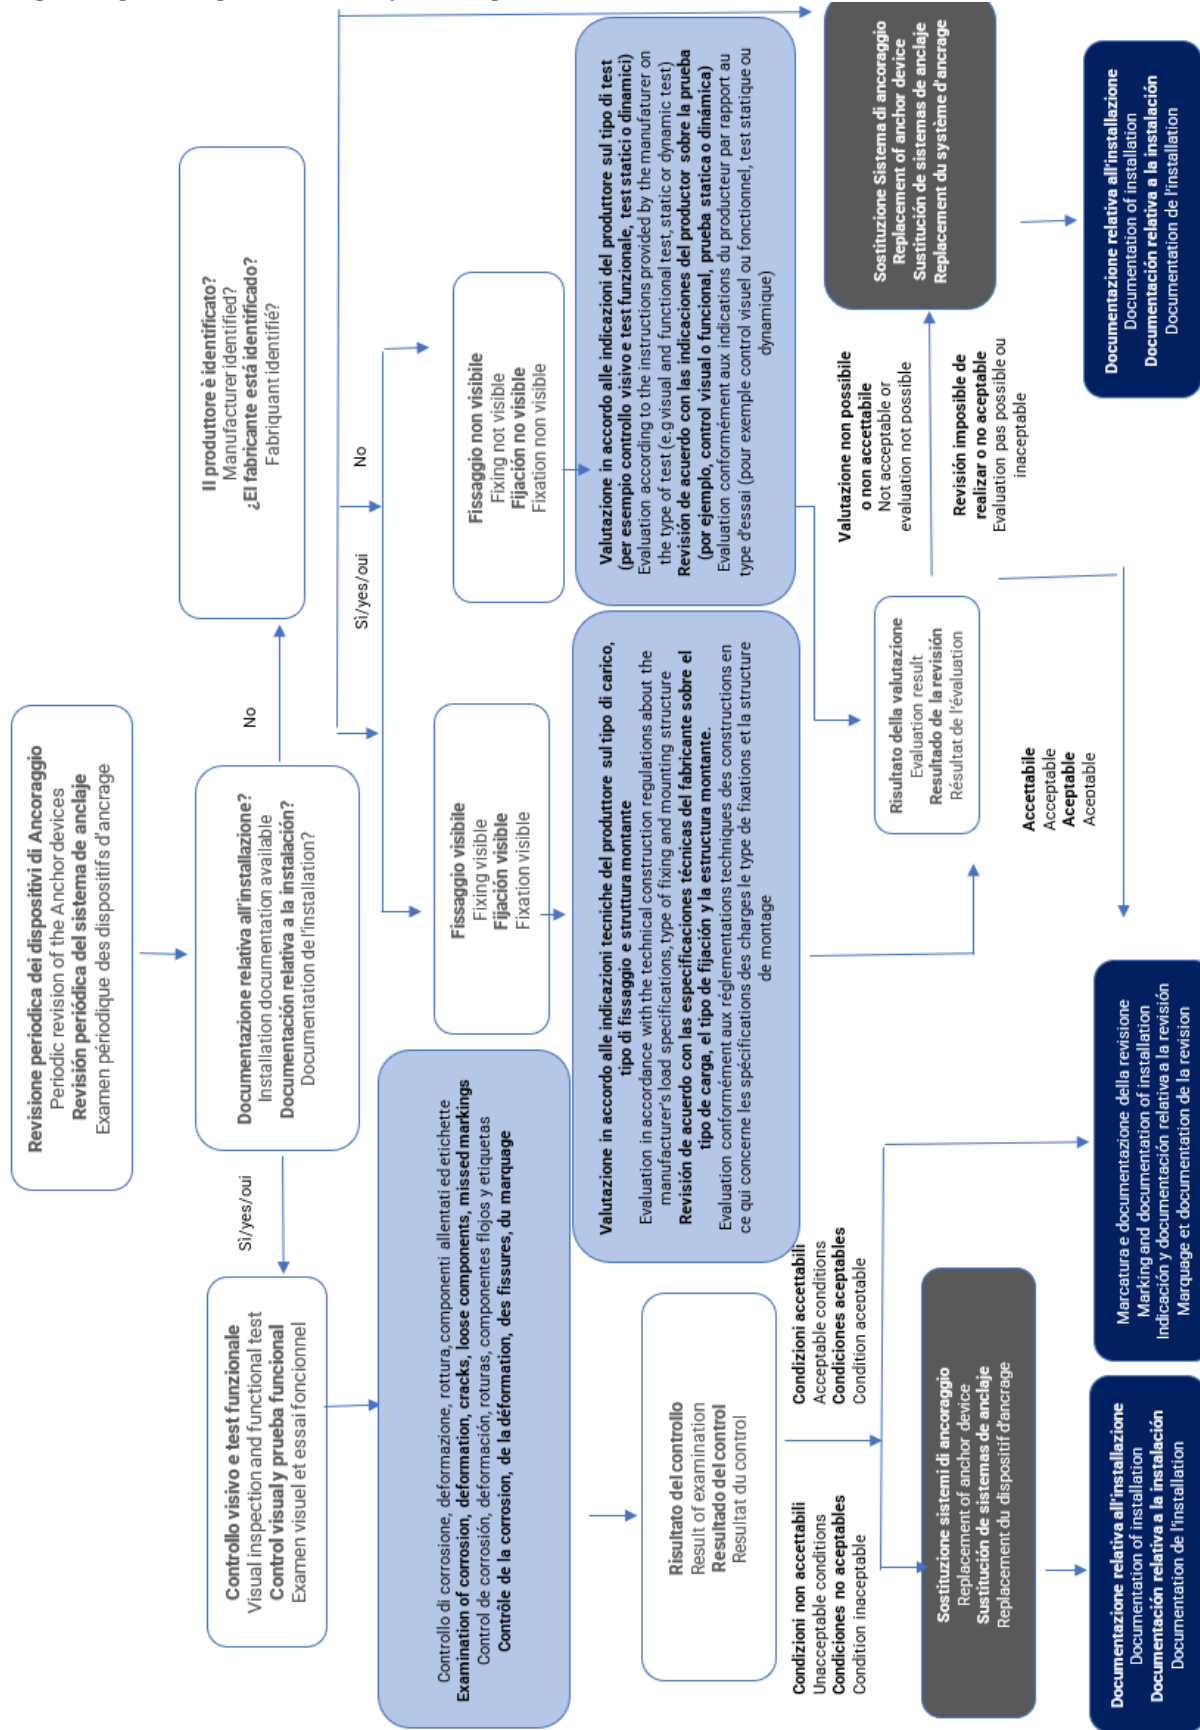 Revisione periodica dei dispositivi di Ancoraggio
Periodic revision of the Anchor devices
Revisión periódica del sistema de anclaje
Examen périodique des dispositifs d'ancrage
Documentazione relativa all'installazione?
Installation documentation available
Documentación relativa a la instalación?
Documentation de l'installation?
Sì/yes/oui
No
Controllo visivo e test funzionale
Visual inspection and functional test
Control visual y prueba funcional
Examen visuel et essai foncionnel
Il produttore è identificato?
Manufacturer identified?
¿El fabricante está identificado?
Fabriquant identifié?
Sì/yes/oui
No
Controllo di corrosione, deformazione, rottura, componenti allentati ed etichette
Examination of corrosion, deformation, cracks, loose components, missed markings
Control de corrosión, deformación, roturas, componentes flojos y etiquetas
Contrôle de la corrosion, de la déformation, des fissures, du marquage
Fissaggio visibile
Fixing visible
Fijación visible
Fixation visible
Fissaggio non visibile
Fixing not visible
Fijación no visible
Fixation non visible
Valutazione in accordo alle indicazioni tecniche del produttore sul tipo di carico,
tipo di fissaggio e struttura montante
Evaluation in accordance with the technical construction regulations about the
manufacturer's load specifications, type of fixing and mounting structure
Revisión de acuerdo con las especificaciones técnicas del fabricante sobre el
tipo de carga, el tipo de fijación y la estructura montante.
Evaluation conformément aux réglementations techniques des constructions en
ce qui concerne les spécifications des charges le type de fixations et la structure
de montage
Valutazione in accordo alle indicazioni del produttore sul tipo di test
(per esempio controllo visivo e test funzionale, test statici o dinamici)
Evaluation according to the instructions provided by the manufaturer on
the type of test (e.g visual and functional test, static or dynamic test)
Revisión de acuerdo con las indicaciones del productor sobre la prueba
(por ejemplo, control visual o funcional, prueba statica o dinámica)
Evaluation conformément aux indications du producteur par rapport au
type d'essai (pour exemple control visuel ou fonctionnel, test statique ou
dynamique)
Risultato del controllo
Result of examination
Resultado del control
Resultat du control
Condizioni non accettabili
Unacceptable conditions
Condiciones no aceptables
Condition inaceptable
Condizioni accettabili
Acceptable conditions
Condiciones aceptables
Condition aceptable
Risultato della valutazione
Evaluation result
Resultado de la revisión
Résultat de l'évaluation
Valutazione non possibile
o non accettabile
Not acceptable or
evaluation not possible
Revisión imposible de
realizar o no aceptable
Evaluation pas possible ou
inaceptable
Accettabile
Acceptable
Aceptable
Aceptable
Sostituzione Sistema di ancoraggio
Replacement of anchor device
Sustitución de sistemas de anclaje
Replacement du système d'ancrage
Sostituzione sistemi di ancoraggio
Replacement of anchor device
Sustitución de sistemas de anclaje
Replacement du dispositif d'ancrage
Documentazione relativa all'installazione
Documentation of installation
Documentación relativa a la instalación
Documentation de l'installation
Marcatura e documentazione della revisione
Marking and documentation of installation
Indicación y documentación relativa a la revisión
Marquage et documentation de la revision
Documentazione relativa all'installazione
Documentation of installation
Documentación relativa a la instalación
Documentation de l'installation